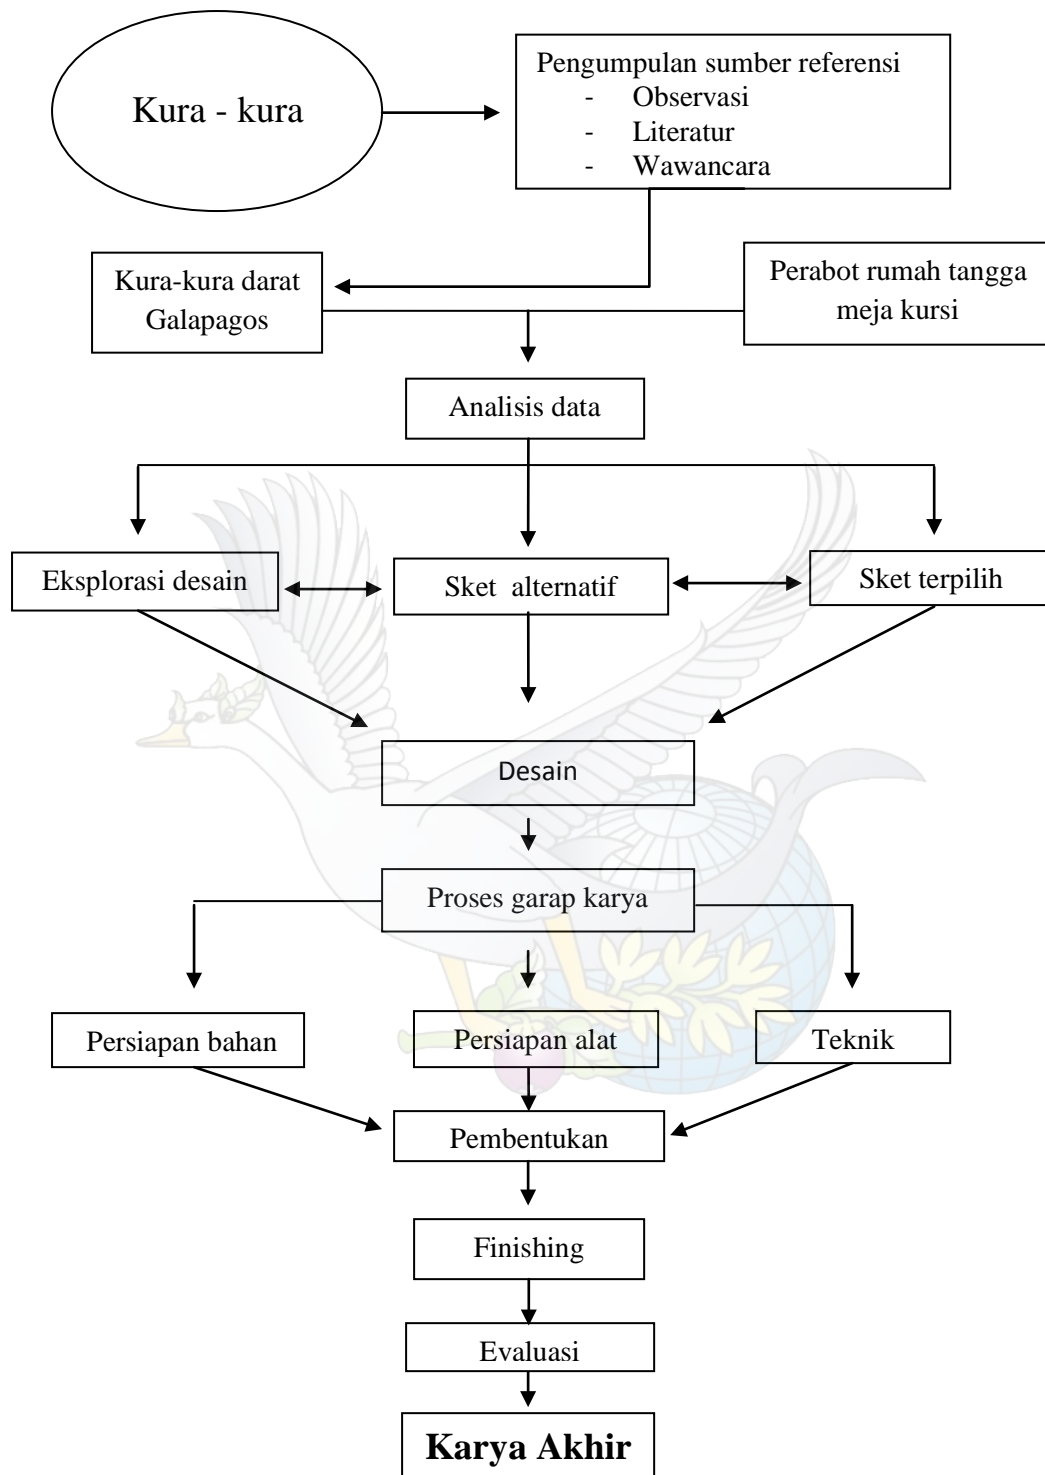 Kura - kura
Pengumpulan sumber referensi
- Observasi
- Literatur
- Wawancara
Kura-kura darat
Galapagos
Perabot rumah tangga
meja kursi
Analisis data
Eksplorasi desain
Sket alternatif
Sket terpilih
Desain
Proses garap karya
Persiapan bahan
Persiapan alat
Teknik
Pembentukan
Finishing
Evaluasi
Karya Akhir